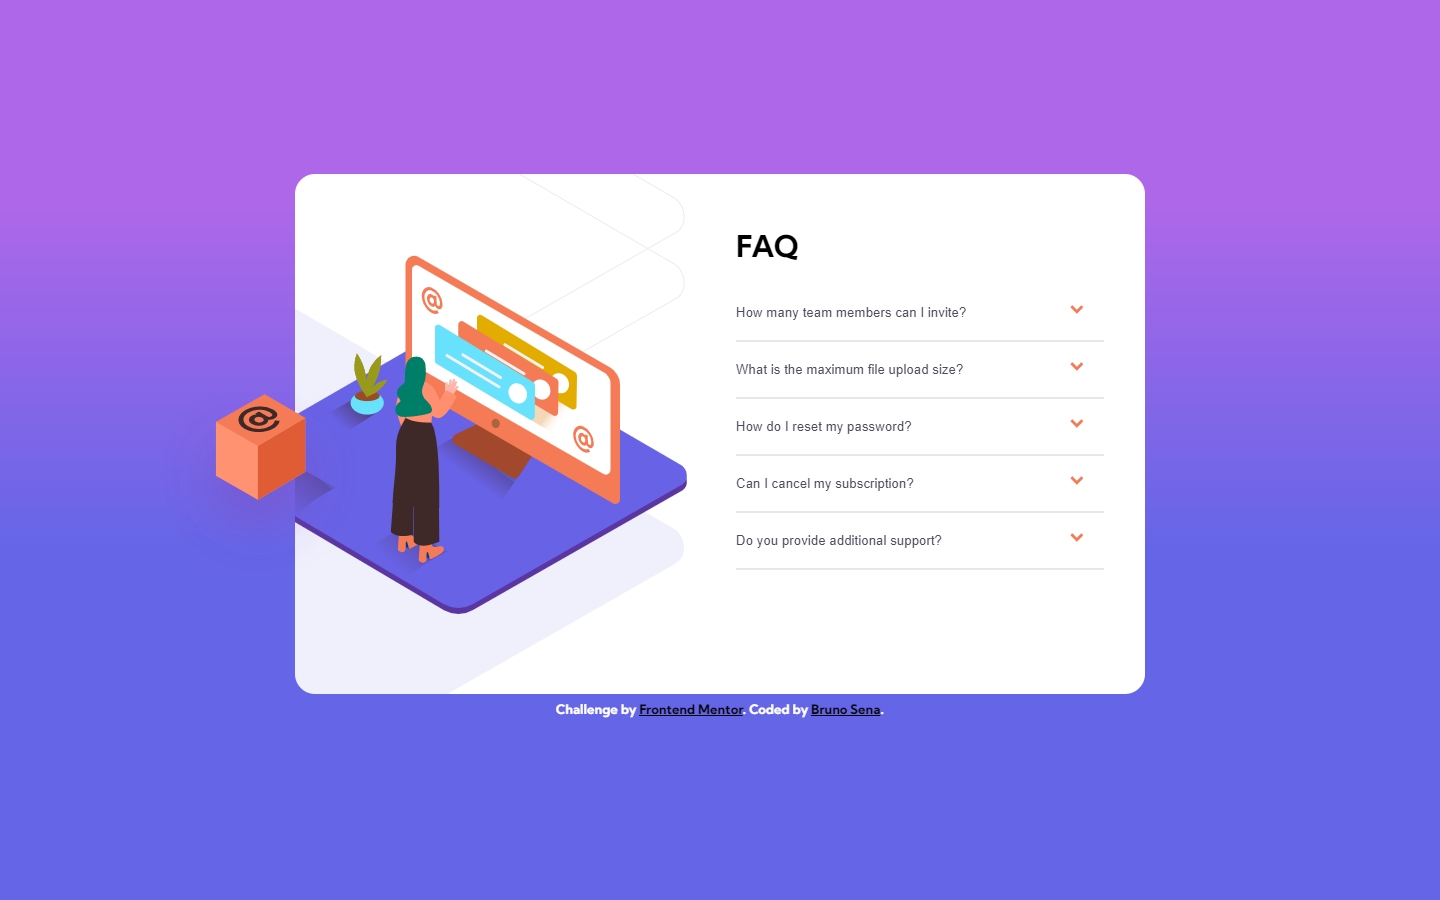 FAQ
How many team members can I invite?
What is the maximum file upload size?
How do I reset my password?
Can I cancel my subscription?
Do you provide additional support?
@
@
@
Challenge by Frontend Mentor. Coded by Bruno Sena.